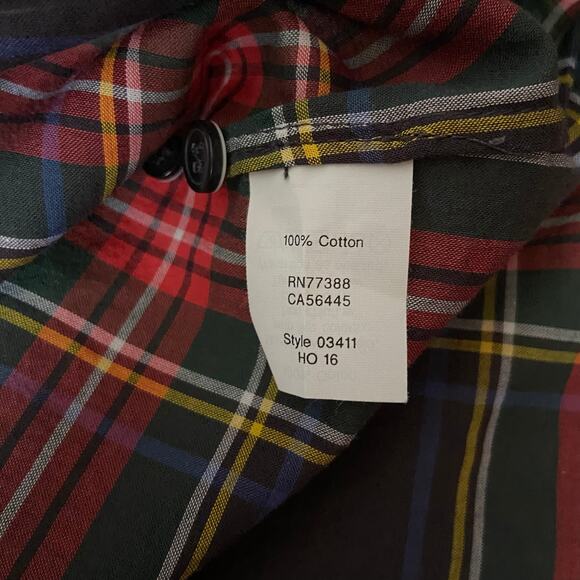 100% Cotton
RN77388
CA56445
Style 03411
HO 16